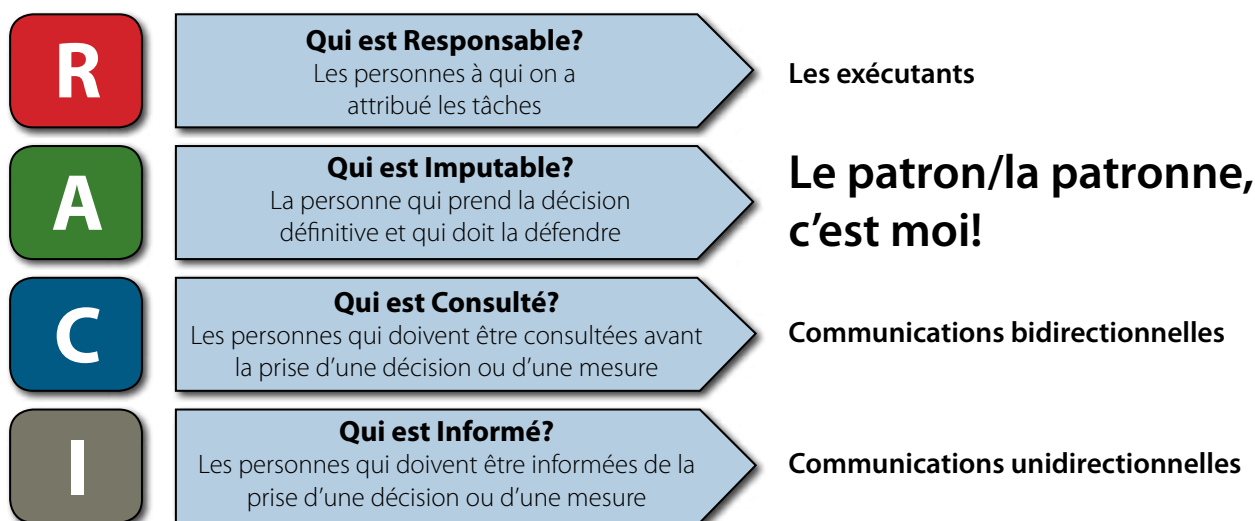 R
Qui est Responsable?
Les personnes à qui on a
attribué les tâches
Les exécutants
A
Qui est Imputable?
La personne qui prend la décision
définitive et qui doit la défendre
Le patron/la patronne,
c’est moi!
C
Qui est Consulté?
Les personnes qui doivent être consultées avant
la prise d’une décision ou d’une mesure
Communications bidirectionnelles
I
Qui est Informé?
Les personnes qui doivent être informées de la
prise d’une décision ou d’une mesure
Communications unidirectionnelles